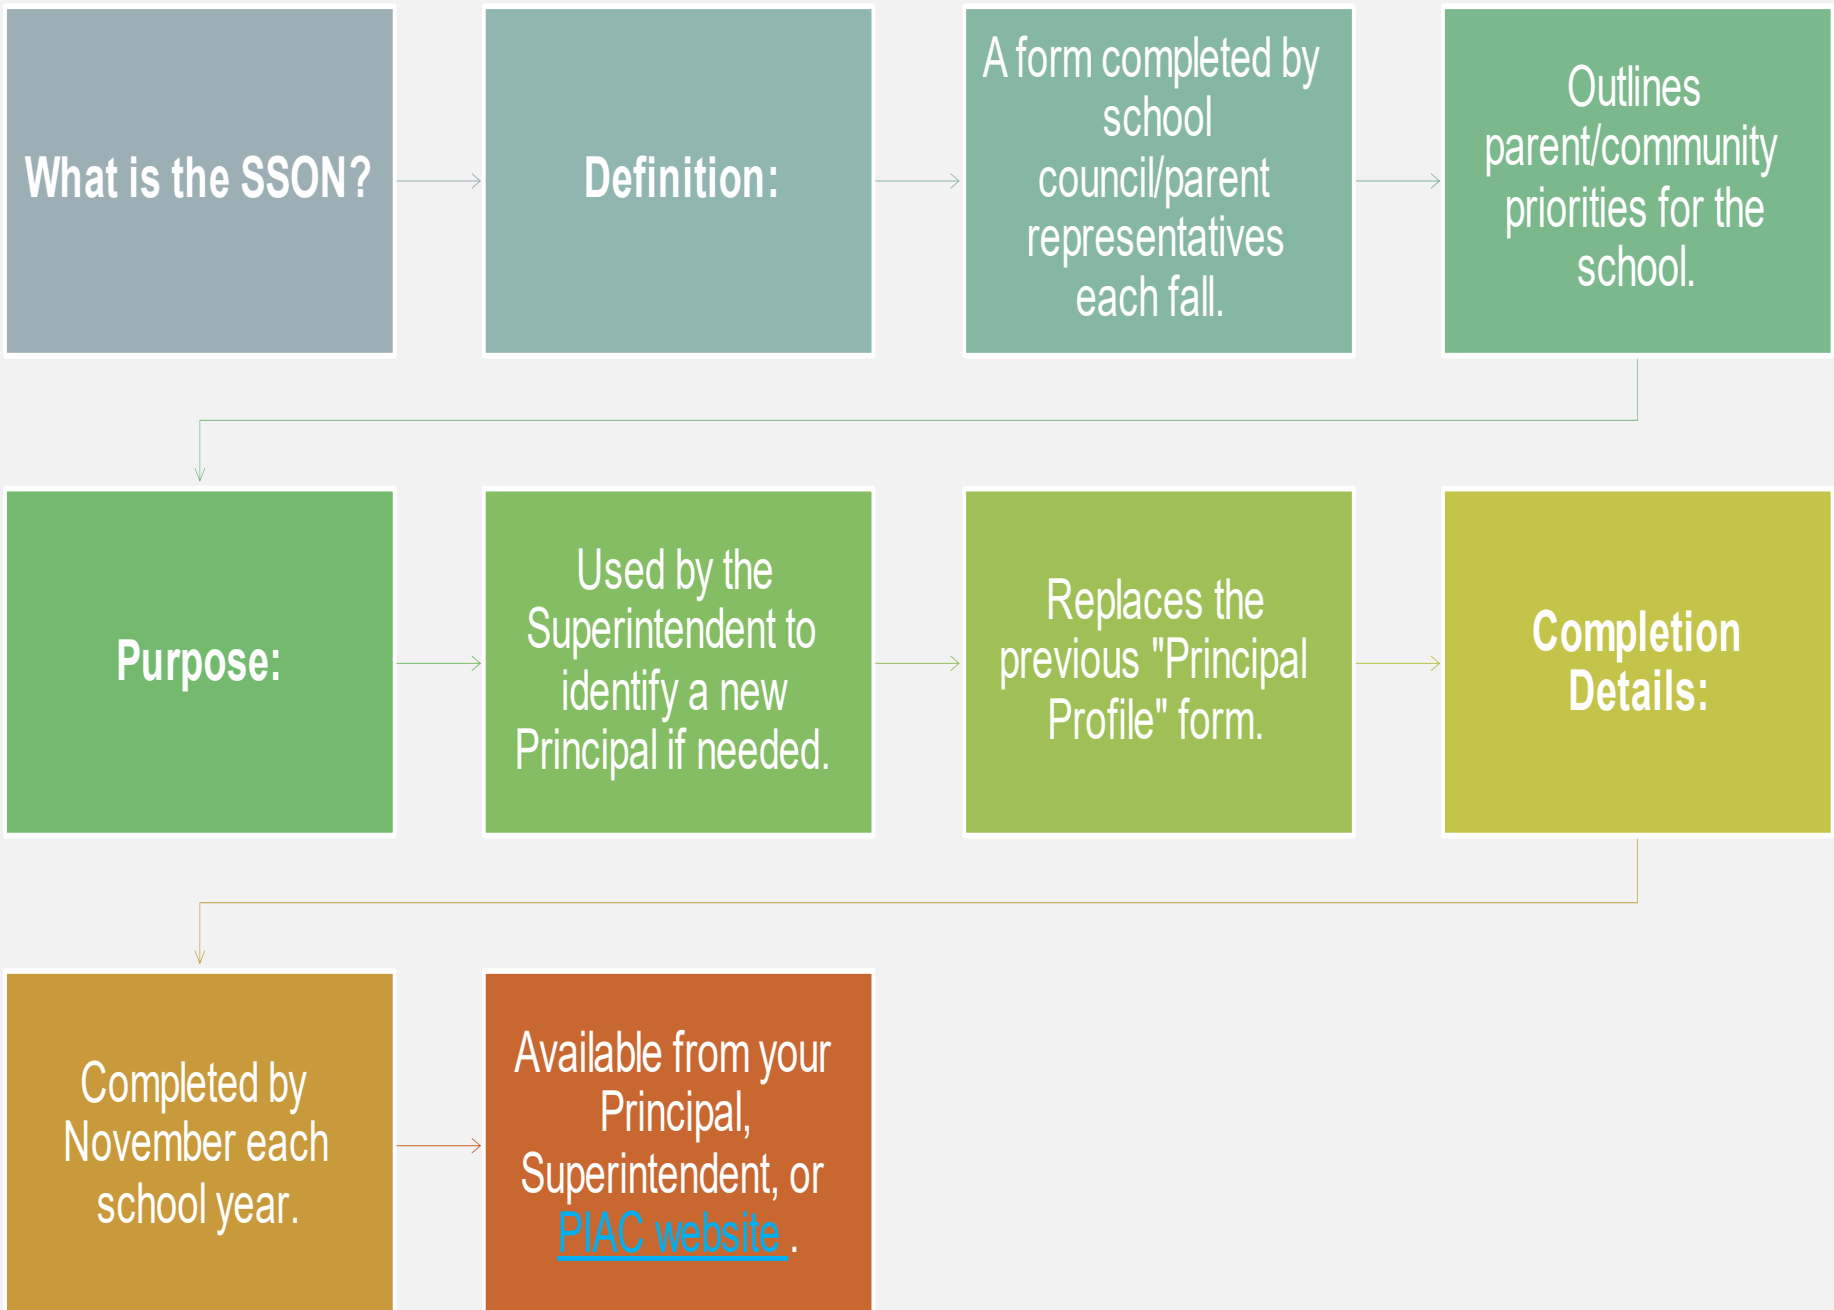 What is the SSON?
Definition:
A form completed by
school
council/parent
representatives
each fall.
Outlines
parent/community
priorities for the
school.
Purpose:
Used by the
Superintendent to
identify a new
Principal if needed.
Replaces the
previous "Principal
Profile" form.
Completion
Details:
Completed by
November each
school year.
Available from your
Principal,
Superintendent, or
PIAC website .